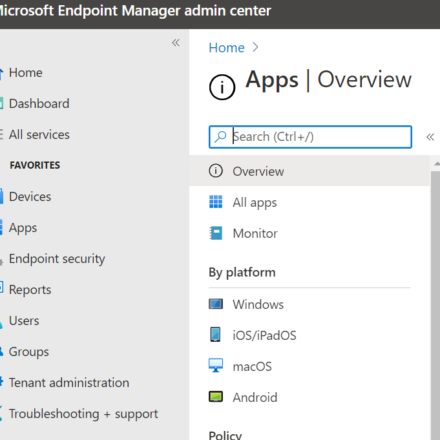 Microsoft Endpoint Manager admin center
Home
Dashboard
All services
FAVORITES
Devices
Apps
Endpoint security
Reports
Users
Groups
Tenant administration
Troubleshooting + support
Home >
Apps | Overview
Search (Ctrl+/)
Overview
All apps
Monitor
By platform
Windows
iOS/iPadOS
macOS
Android
Policy